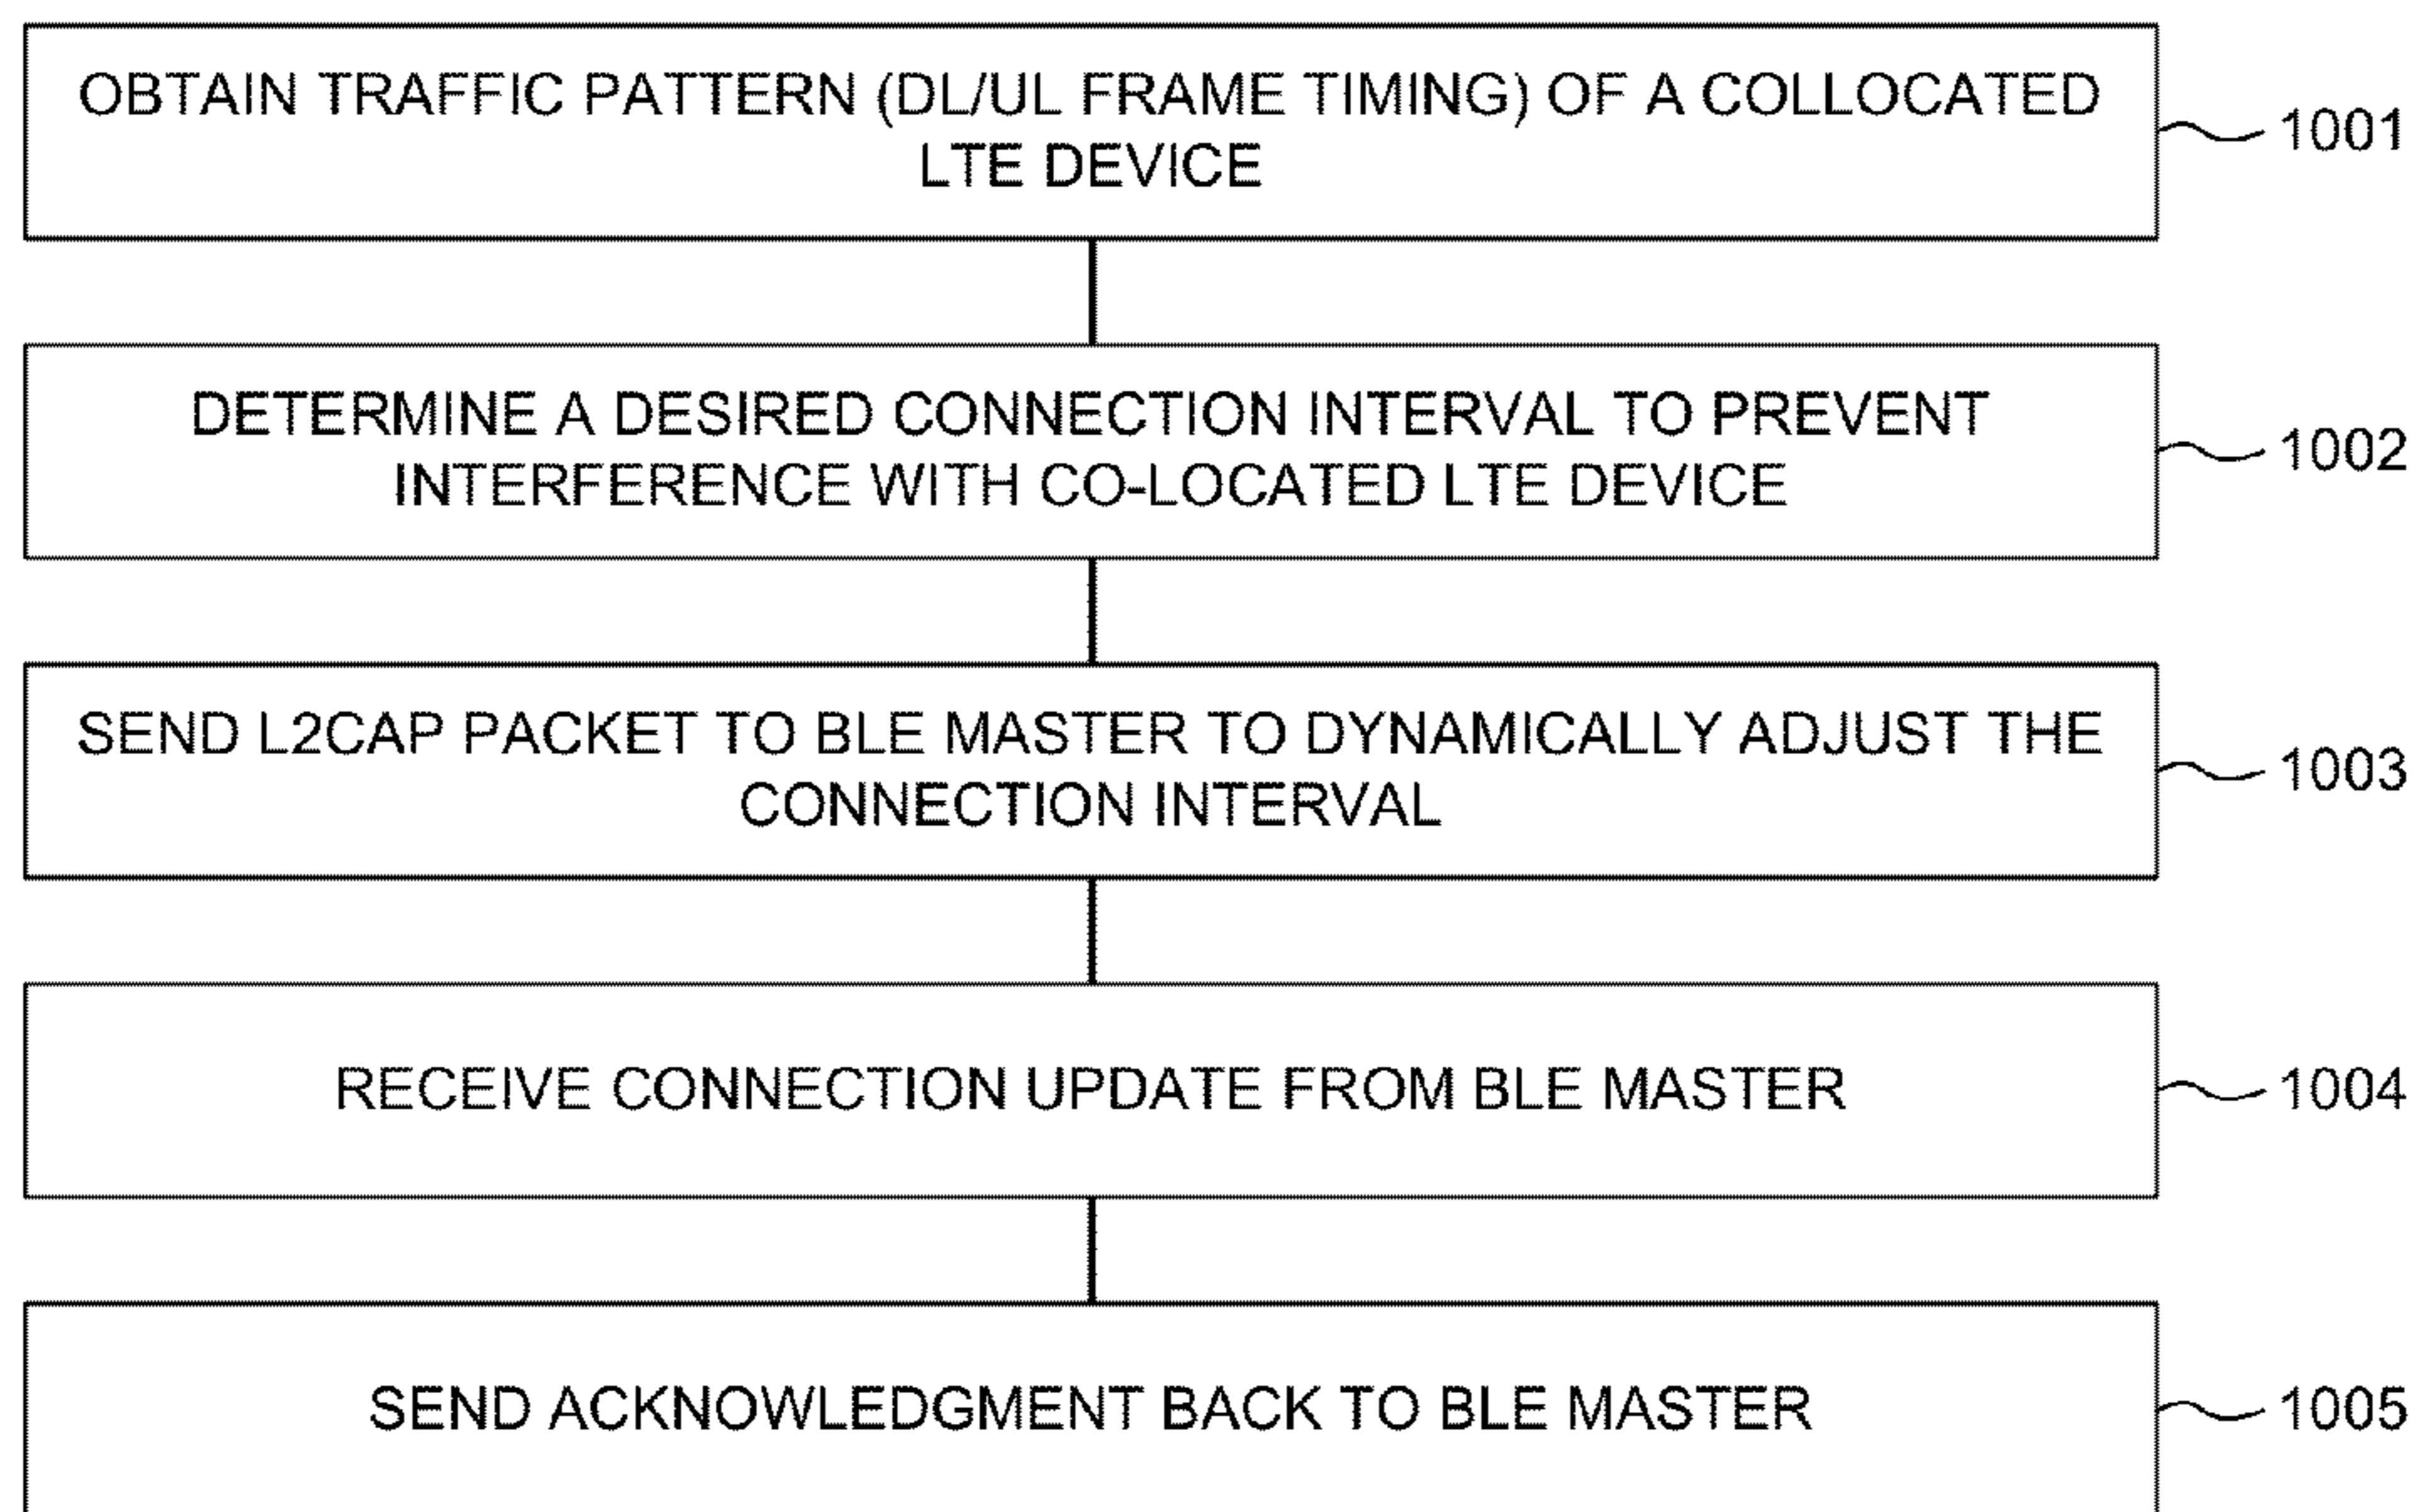 OBTAIN TRAFFIC PATTERN (DL/UL FRAME TIMING) OF A COLLOCATED
LTE DEVICE
1001
DETERMINE A DESIRED CONNECTION INTERVAL TO PREVENT
INTERFERENCE WITH CO-LOCATED LTE DEVICE
1002
SEND L2CAP PACKET TO BLE MASTER TO DYNAMICALLY ADJUST THE
CONNECTION INTERVAL
1003
RECEIVE CONNECTION UPDATE FROM BLE MASTER
1004
SEND ACKNOWLEDGMENT BACK TO BLE MASTER
1005